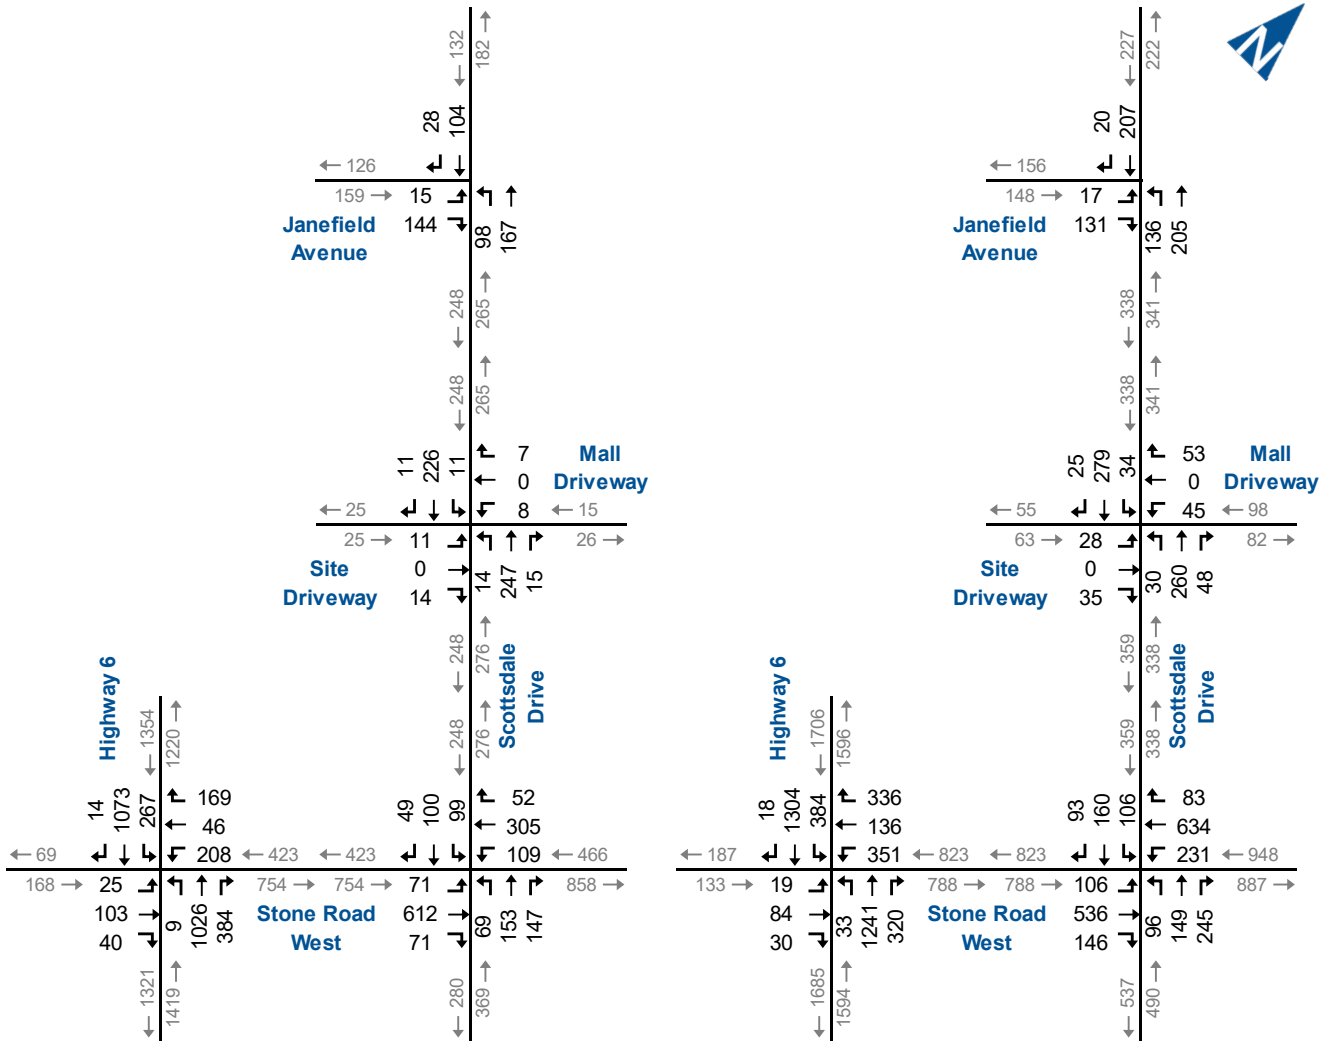 N
132
182
28
104
← 126
159 → 15
Janefield 144
Avenue
98
167
248
265
248
265
11
226
11
7 Mall
0 Driveway
← 25 8 ← 15
25 → 11 26 →
Site 0
Driveway 14
14
247
15
248
276
Scottsdale
Drive
Highway 6
1354
1220
248
276
14
1073
267
169
46
← 69 208 ← 423
49
100
99
52
305
← 423 109 ← 466
168 → 25 754 → 754 → 71 858 →
103 Stone Road 612
40 West 71
9
1026
384
69
153
147
1321
1419
280
369
227
222
20
207
← 156
148 → 17
Janefield 131
Avenue
136
205
338
341
338
341
25
279
34
53 Mall
0 Driveway
← 55 45 ← 98
63 → 28 82 →
Site 0
Driveway 35
30
260
48
359
338
Scottsdale
Drive
Highway 6
1706
1596
359
338
18
1304
384
336
136
← 187 351 ← 823
93
160
106
83
634
← 823 231 ← 948
133 → 19 788 → 788 → 106 887 →
84 Stone Road 536
30 West 146
33
1241
320
96
149
245
1685
1594
537
490